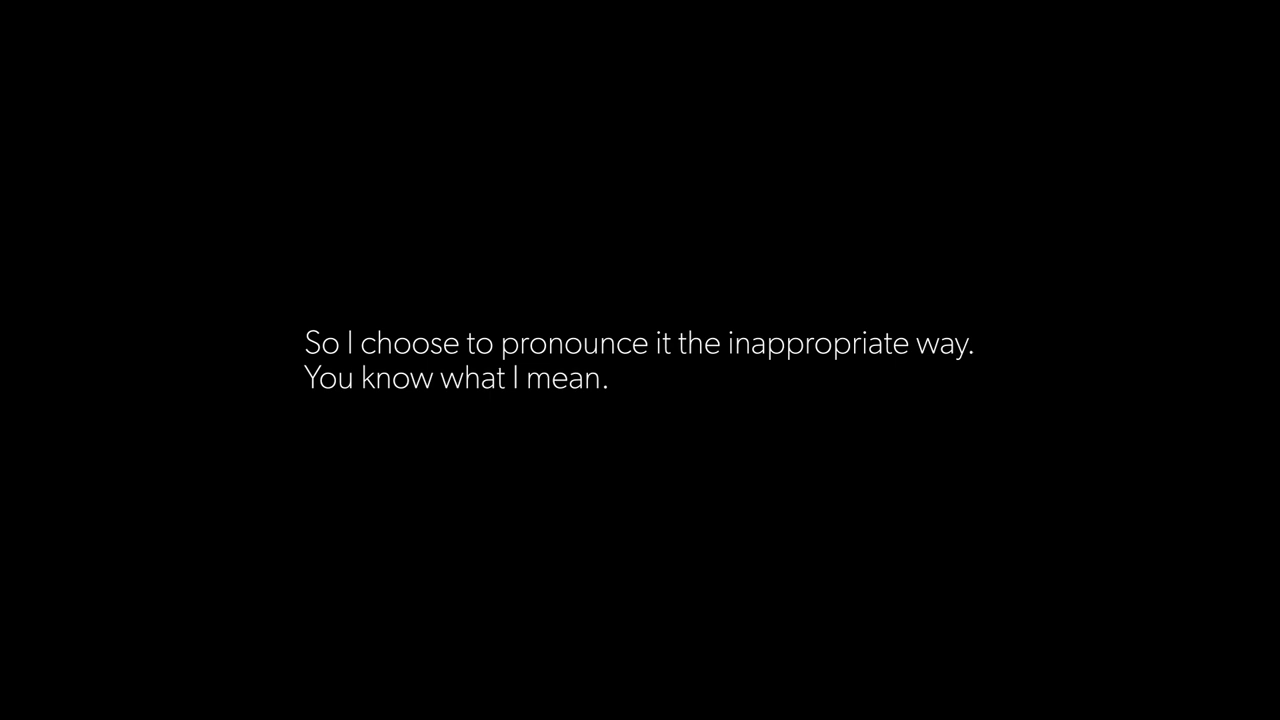 So I choose to pronounce it the inappropriate way.
You know what I mean.